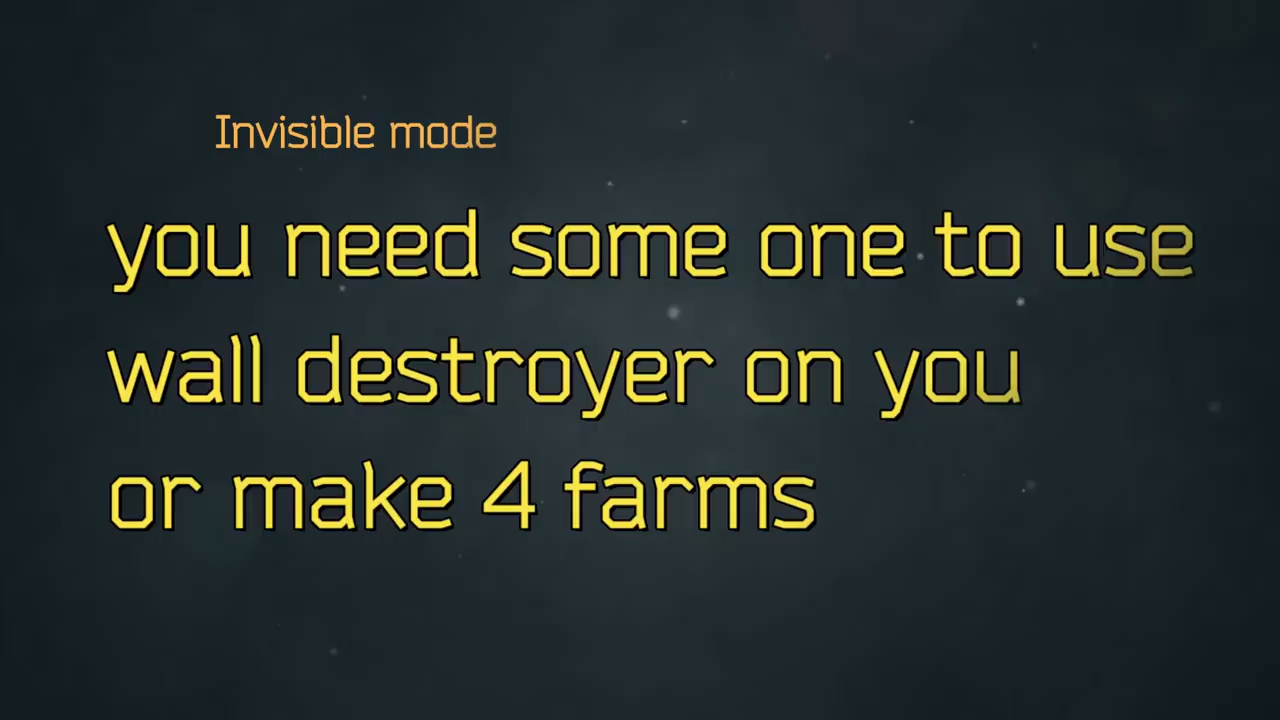 Invisible mode
you need some one to use
wall destroyer on you
or make 4 farms